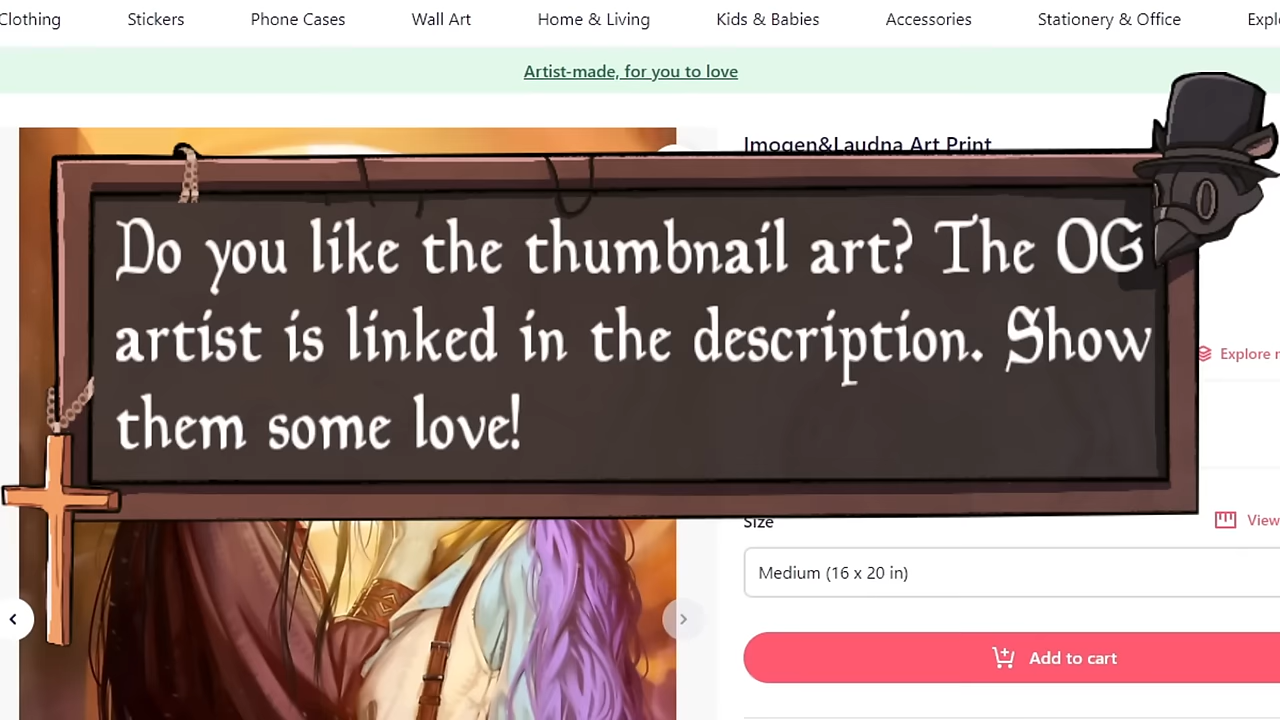 Clothing
Stickers
Phone Cases
Wall Art
Home & Living
Kids & Babies
Accessories
Stationery & Office
Artist-made, for you to love
Imogen&Laudna Art Print
Do you like the thumbnail art? The OG
artist is linked in the description. Show
them some love!
Explore
Size
View
Medium (16 x 20 in)
Add to cart